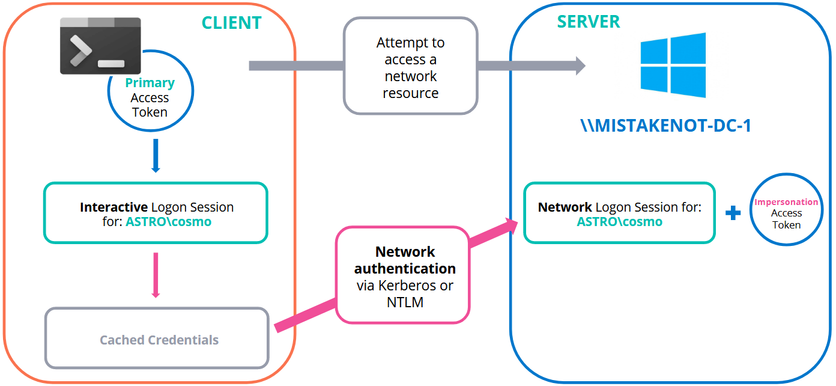 CLIENT
Primary
Access
Token
Interactive Logon Session
for: ASTRO\cosmo
Cached Credentials
Attempt to
access a
network
resource
Network
authentication
via Kerberos or
NTLM
SERVER
\\MISTAKENOT-DC-1
Network Logon Session for:
ASTRO\cosmo
Impersonation
Access
Token